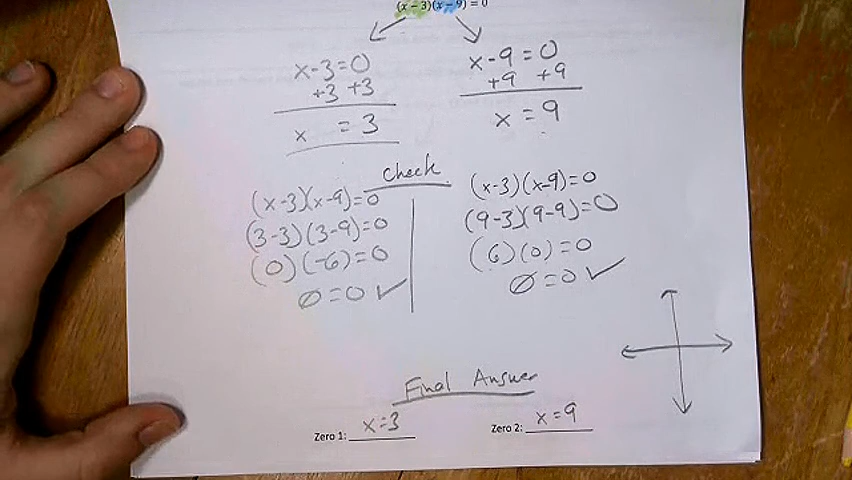 (x – 3)(x – 9) = 0
x-3=0
+3 +3
x = 3
x-9=0
+9 +9
x = 9
Check
(x-3)(x-9)=0
(3-3)(3-9)=0
(0)(-6)=0
0=0 ✓
(x-3)(x-9)=0
(9-3)(9-9)=0
(6)(0)=0
0=0 ✓
Final Answer
Zero 1: x=3
Zero 2: x=9